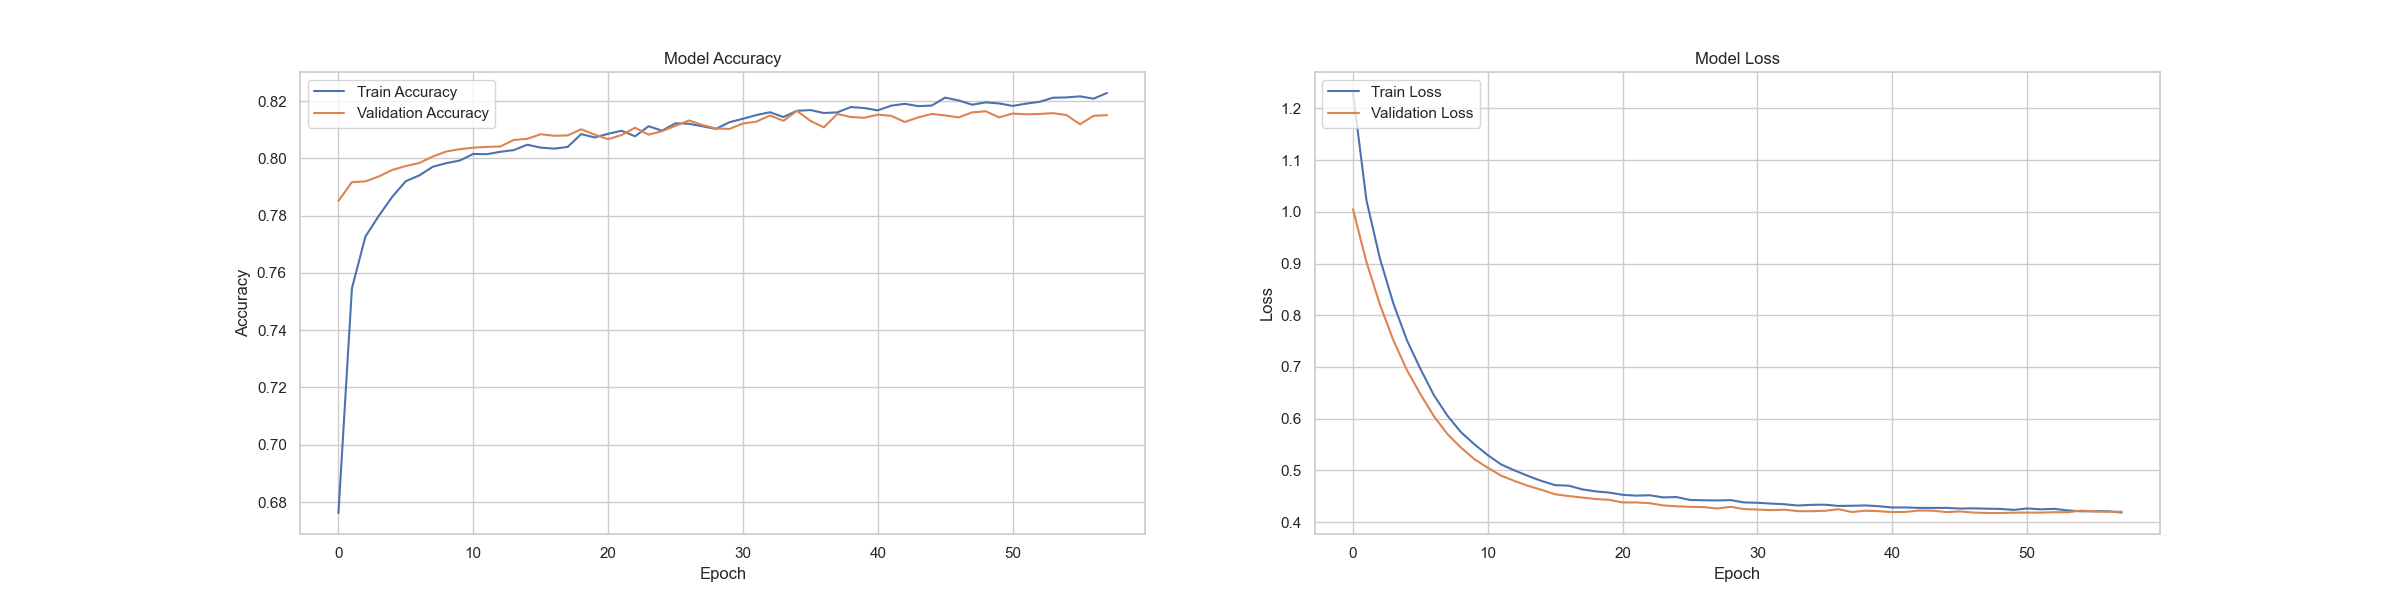 Model Accuracy
Train Accuracy
Validation Accuracy
0.82
0.80
0.78
0.76
0.74
0.72
0.70
0.68
Accuracy
0 10 20 30 40 50
Epoch
Model Loss
Train Loss
Validation Loss
1.2
1.1
1.0
0.9
0.8
0.7
0.6
0.5
0.4
Loss
0 10 20 30 40 50
Epoch